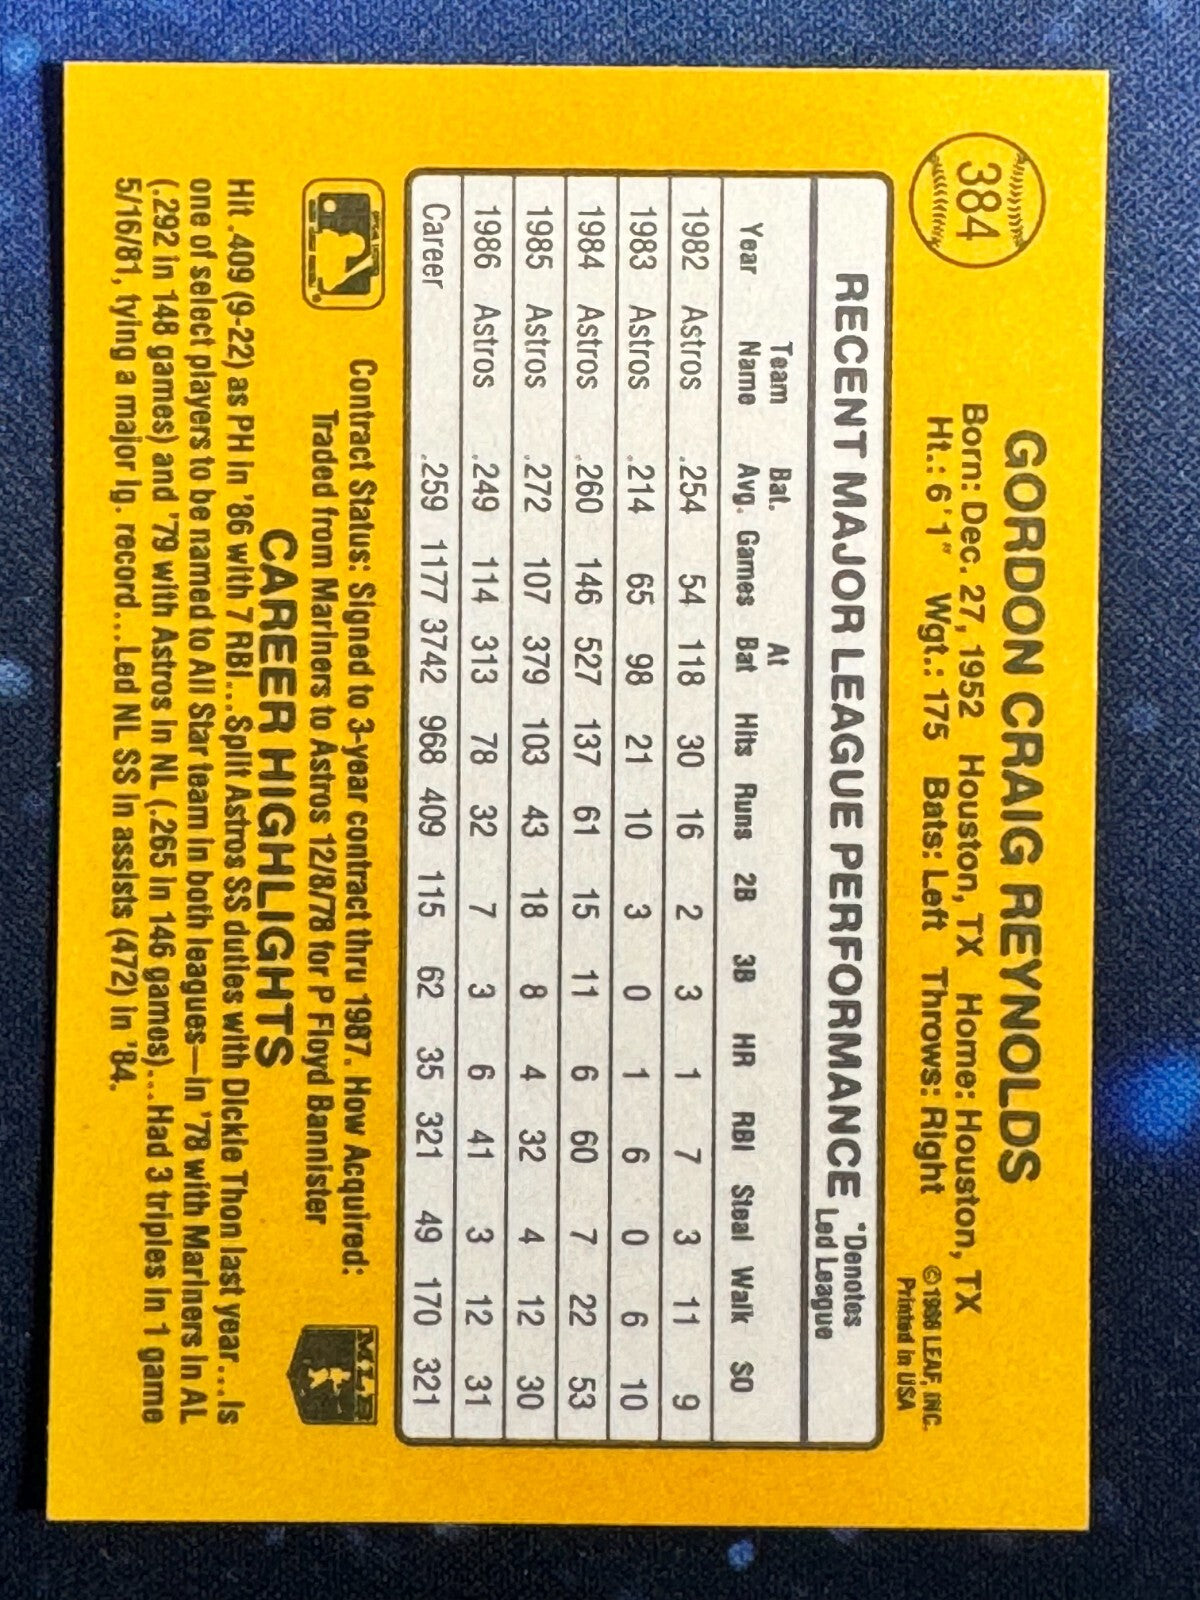 384
GORDON CRAIG REYNOLDS
Born: Dec. 27, 1952 Houston, TX Home: Houston, TX
Ht.: 6'1" Wgt.: 175 Bats: Left Throws: Right
© 1986 LEAF, INC.
Printed in USA
RECENT MAJOR LEAGUE PERFORMANCE
*Denotes
Led League
Year Team Name Bat. Avg. Games At Bat Hits Runs 2B 3B HR RBI Steal Walk SO
1982 Astros .254 54 118 30 16 2 3 1 7 3 11 9
1983 Astros .214 65 98 21 10 3 0 1 6 0 6 10
1984 Astros .260 146 527 137 61 15 11 6 60 7 22 53
1985 Astros .272 107 379 103 43 18 8 4 32 4 12 30
1986 Astros .249 114 313 78 32 7 3 6 41 3 12 31
Career .259 1177 3742 968 409 115 62 35 321 49 170 321
Contract Status: Signed to 3-year contract thru 1987. How Acquired:
Traded from Mariners to Astros 12/8/78 for P Floyd Bannister
MLB
CAREER HIGHLIGHTS
Hit .409 (9-22) as PH in '86 with 7 RBI...Split Astros SS duties with Dickie Thon last year...Is
one of select players to be named to All Star team in both leagues—in '78 with Mariners in AL
(.292 in 148 games) and '79 with Astros in NL (.265 in 146 games)...Had 3 triples in 1 game
5/16/81, tying a major lg. record...Led NL SS in assists (472) in '84.